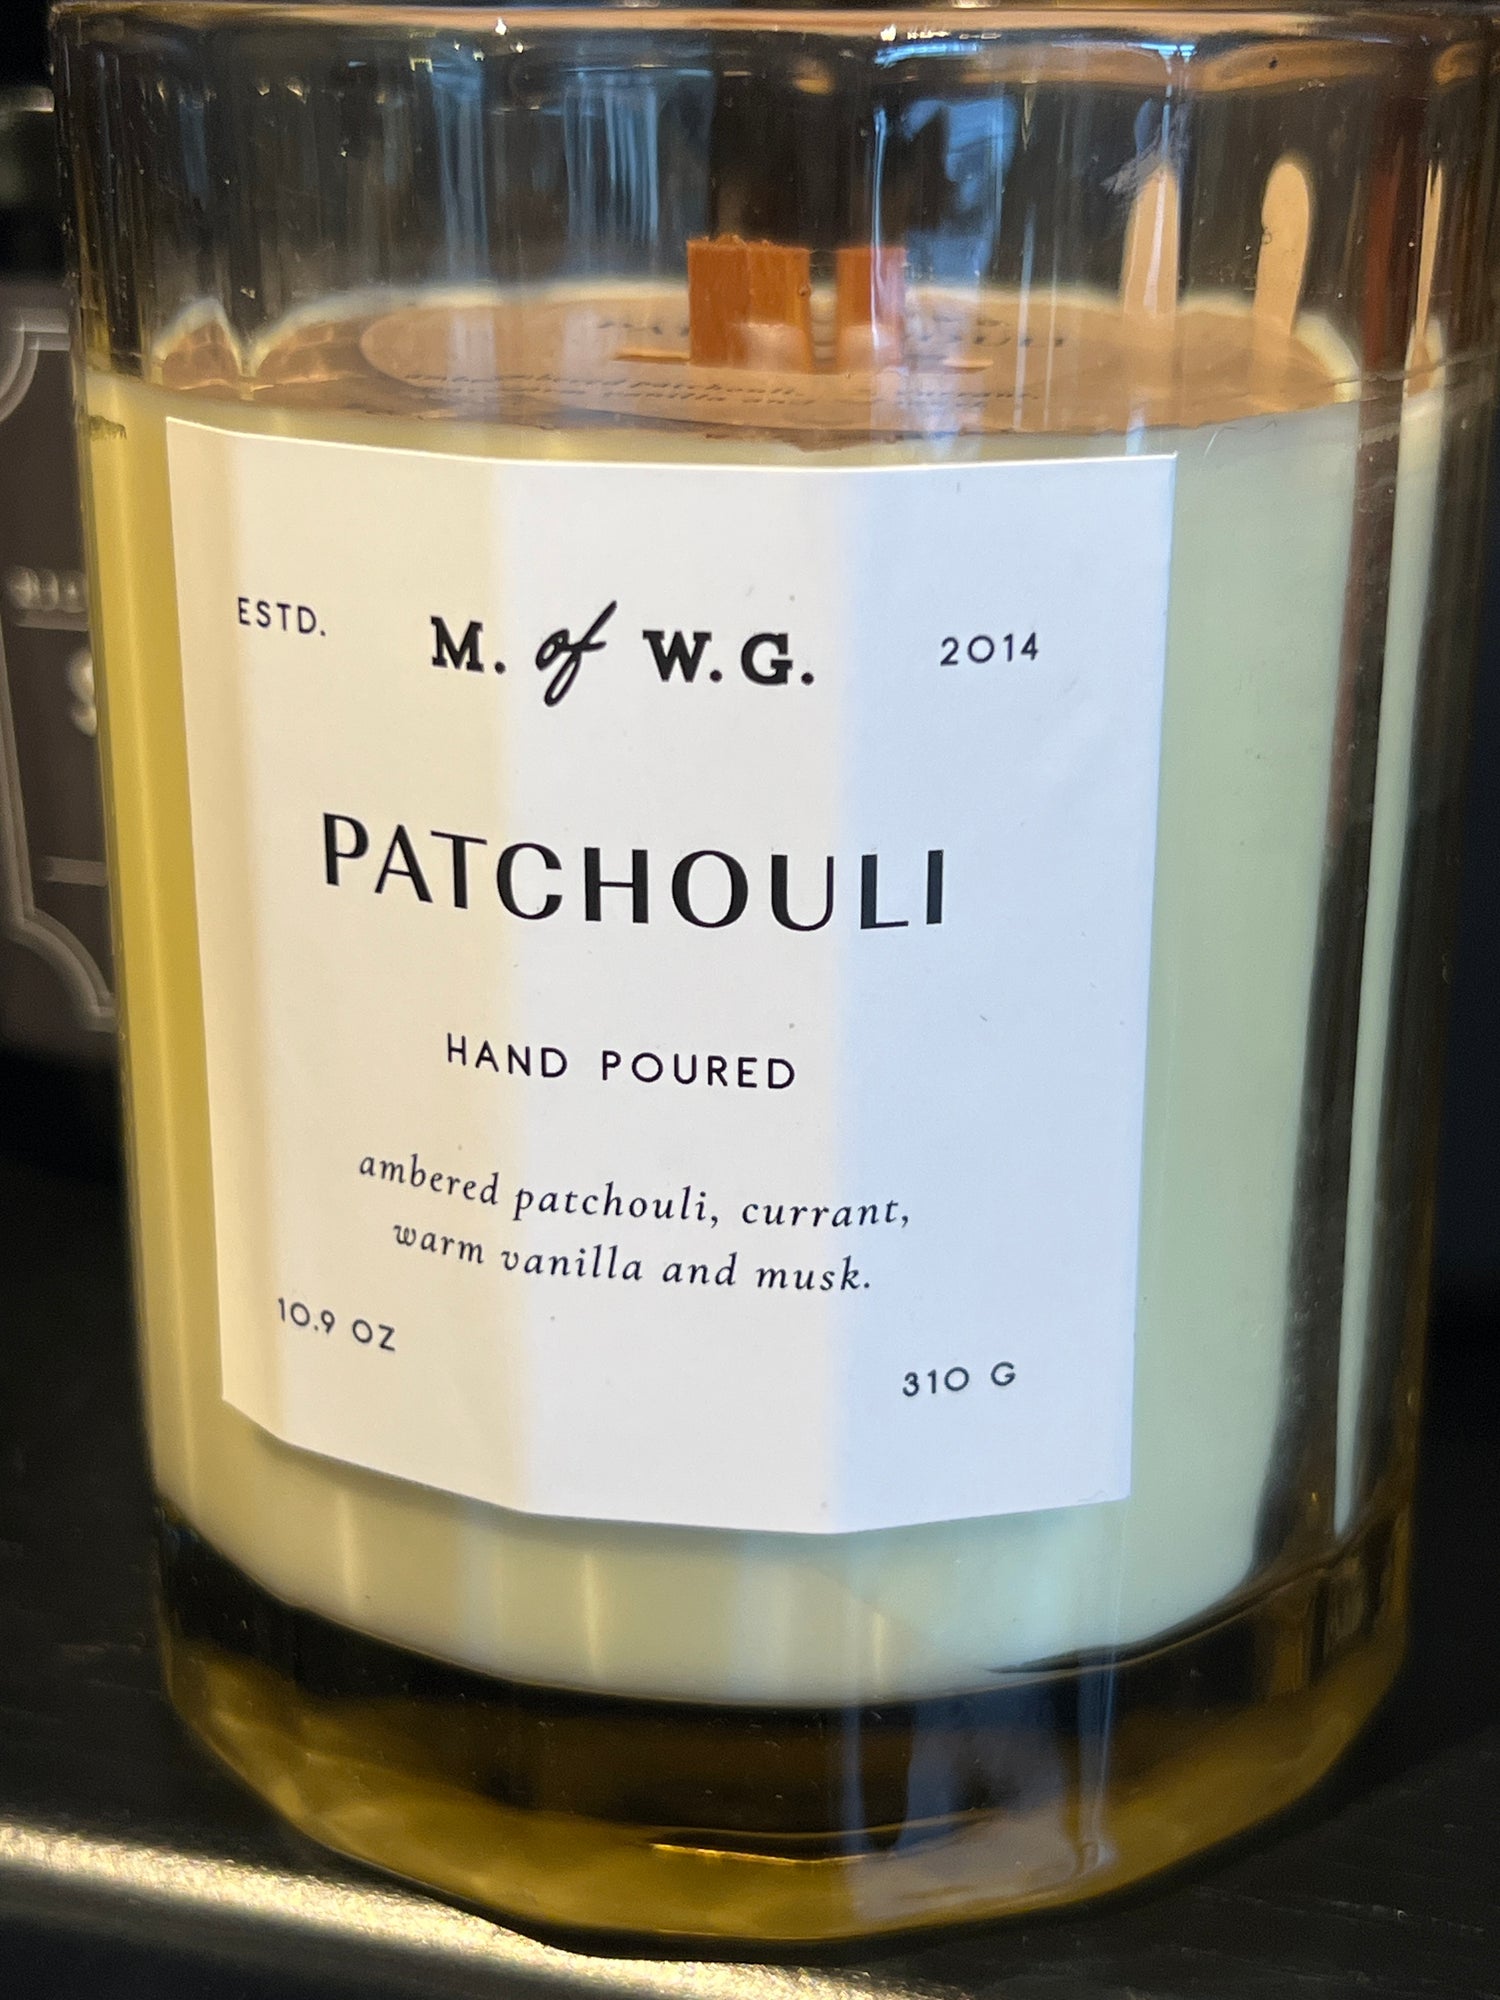 ESTD. M. of W.G. 2014
PATCHOULI
HAND POURED
ambered patchouli, currant,
warm vanilla and musk.
10.9 OZ 310 G